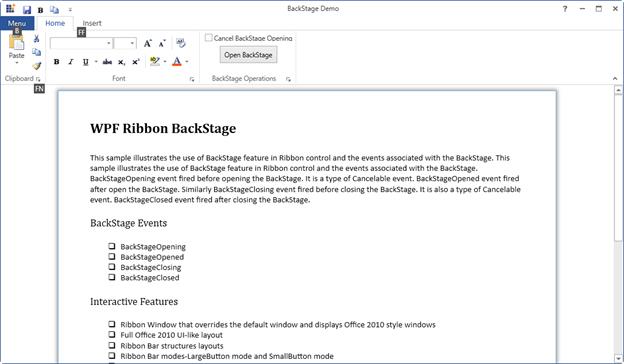 BackStage Demo
?
B
Menu
Home
Insert
B
FF
Cancel BackStage Opening
Paste
A A
Open BackStage
B I U abc x₂ x² ab A
Clipboard
Font
BackStage Operations
FN
WPF Ribbon BackStage
This sample illustrates the use of BackStage feature in Ribbon control and the events associated with the BackStage. This
sample illustrates the use of BackStage feature in Ribbon control and the events associated with the BackStage.
BackStageOpening event fired before opening the BackStage. It is a type of Cancelable event. BackStageOpened event fired
after open the BackStage. Similarly BackStageClosing event fired before closing the BackStage. It is also a type of Cancelable
event. BackStageClosed event fired after closing the BackStage.
BackStage Events
BackStageOpening
BackStageOpened
BackStageClosing
BackStageClosed
Interactive Features
Ribbon Window that overrides the default window and displays Office 2010 style windows
Full Office 2010 UI-like layout
Ribbon Bar structures layouts
Ribbon Bar modes-LargeButton mode and SmallButton mode